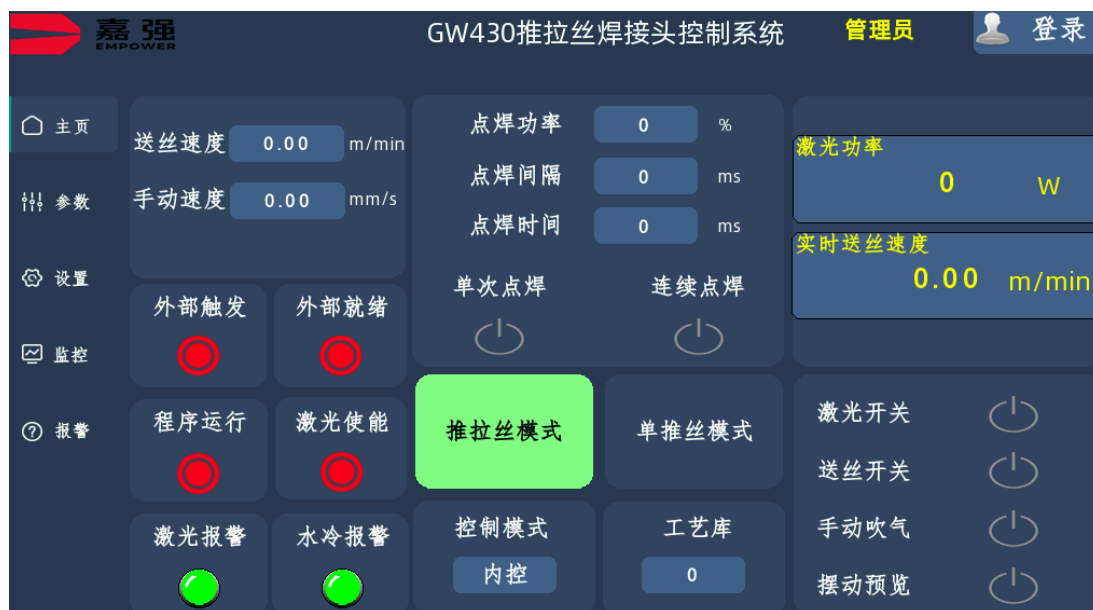 嘉强
EMPOWER
GW430推拉丝焊接头控制系统
管理员
登录
主页
参数
设置
监控
报警
送丝速度 0.00 m/min
手动速度 0.00 mm/s
点焊功率 0 %
点焊间隔 0 ms
点焊时间 0 ms
单次点焊 连续点焊
激光功率
0 W
实时送丝速度
0.00 m/min
外部触发 外部就绪
程序运行 激光使能
激光报警 水冷报警
推拉丝模式 单推丝模式
控制模式 工艺库
内控 0
激光开关
送丝开关
手动吹气
摆动预览